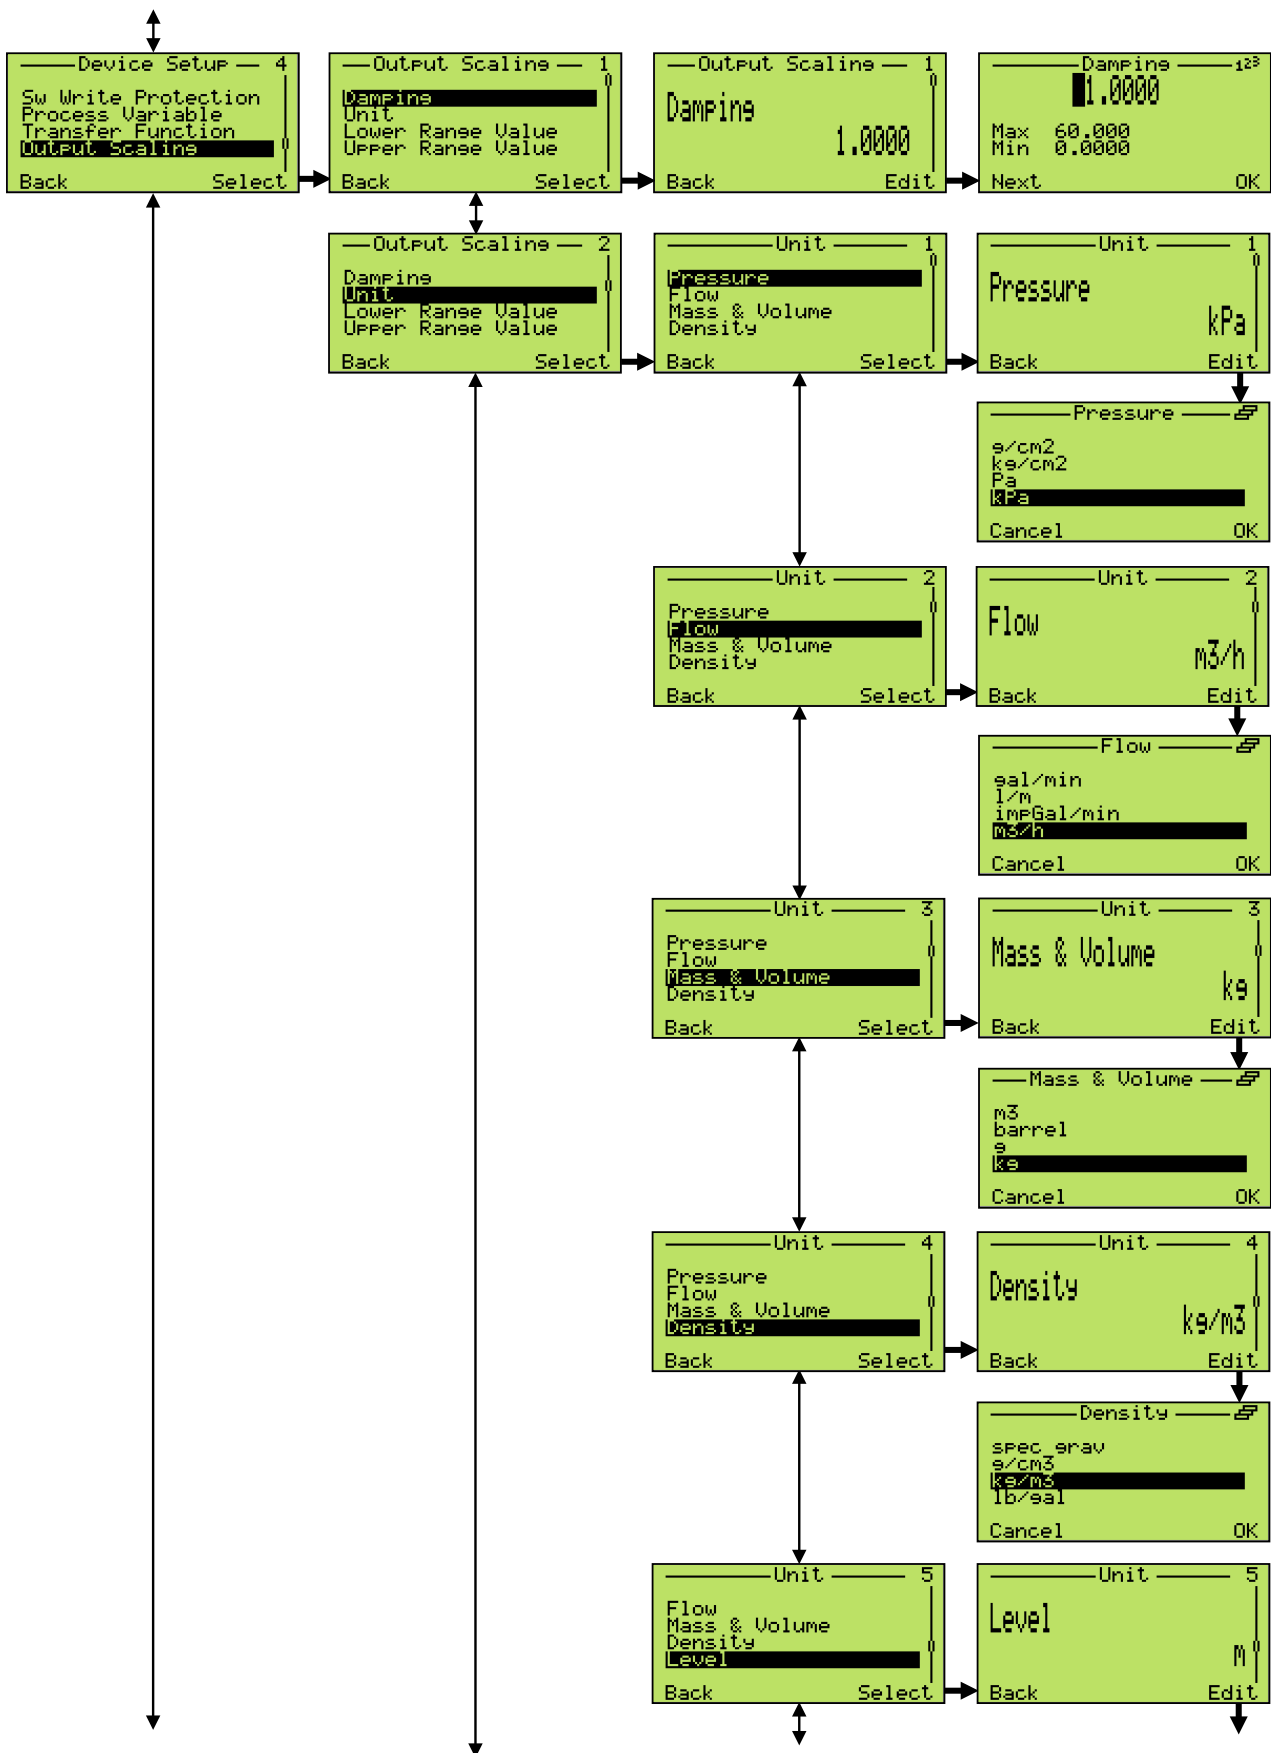 Device Setup 4
Sw Write Protection
Process Variable
Transfer Function
Output Scaling
Back Select
Output Scaling 1
Damping
Unit
Lower Range Value
Upper Range Value
Back Select
Output Scaling 1
Damping
1.0000
Back Edit
Damping 123
1.0000
Max 60.000
Min 0.0000
Next OK
Output Scaling 2
Damping
Unit
Lower Range Value
Upper Range Value
Back Select
Unit 1
Pressure
Flow
Mass & Volume
Density
Back Select
Unit 1
Pressure
kPa
Back Edit
Pressure
g/cm2
kg/cm2
Pa
kPa
Cancel OK
Unit 2
Pressure
Flow
Mass & Volume
Density
Back Select
Unit 2
Flow
m3/h
Back Edit
Flow
gal/min
l/m
impGal/min
m3/h
Cancel OK
Unit 3
Pressure
Flow
Mass & Volume
Density
Back Select
Unit 3
Mass & Volume
kg
Back Edit
Mass & Volume
m3
barrel
g
kg
Cancel OK
Unit 4
Pressure
Flow
Mass & Volume
Density
Back Select
Unit 4
Density
kg/m3
Back Edit
Density
spec_grav
g/cm3
kg/m3
lb/gal
Cancel OK
Unit 5
Flow
Mass & Volume
Density
Level
Back Select
Unit 5
Level
m
Back Edit